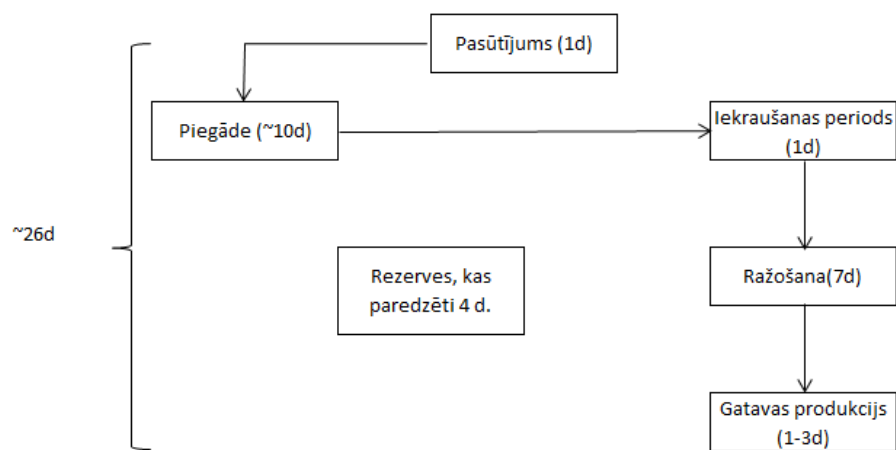 Pasūtījums (1d)
Piegāde (~10d)
Iekraušanas periods
(1d)
~26d
Rezerves, kas
paredzēti 4 d.
Ražošana(7d)
Gatavas produkcijs
(1-3d)